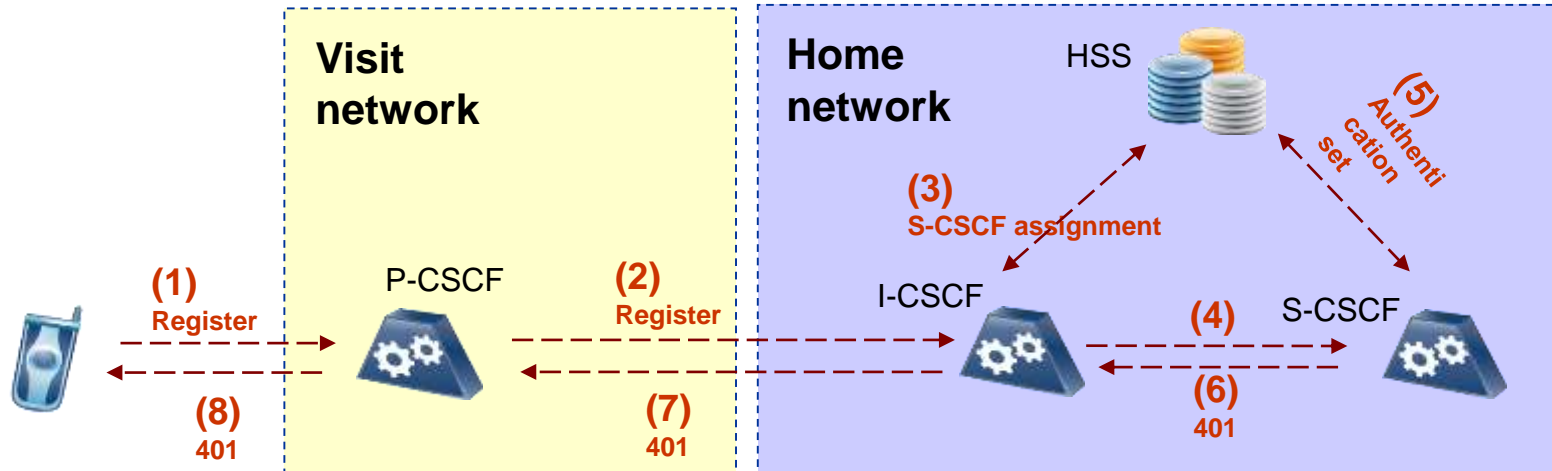 Visit
network
Home
network
HSS
(5)
Authenti
cation
set
(3)
S-CSCF assignment
(1)
Register
P-CSCF
(2)
Register
I-CSCF
(4)
S-CSCF
(8)
401
(7)
401
(6)
401